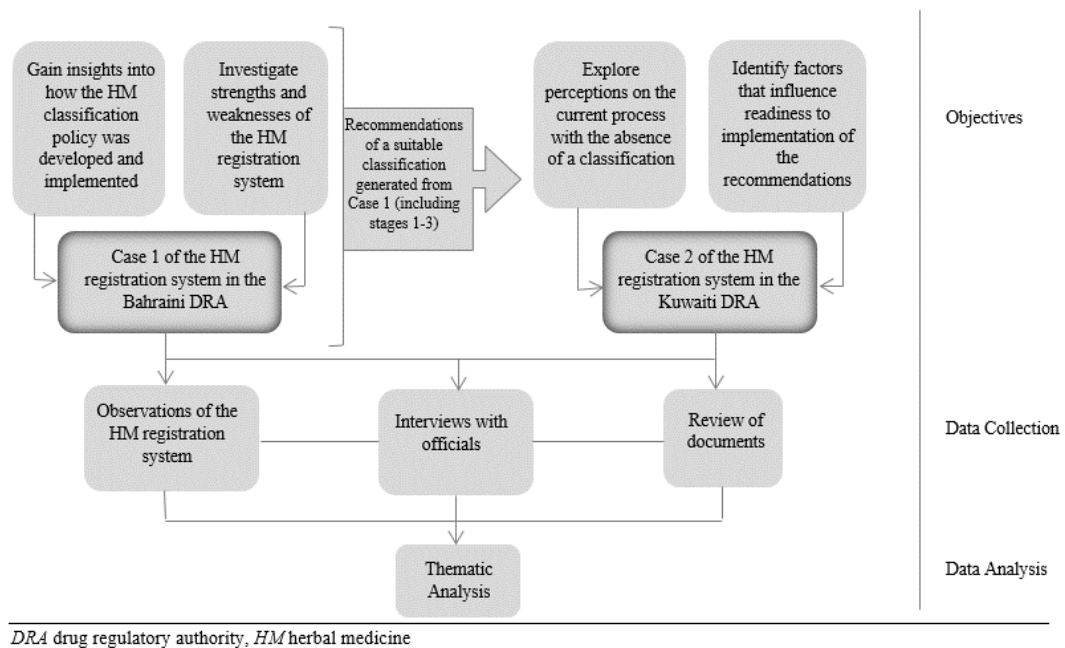 Gain insights into
how the HM
classification
policy was
developed and
implemented
Investigate
strengths and
weaknesses of
the HM
registration
system
Recommendations
of a suitable
classification
generated from
Case 1 (including
stages 1-3)
Explore
perceptions on the
current process
with the absence
of a classification
Identify factors
that influence
readiness to
implementation of
the
recommendations
Objectives
Case 1 of the HM
registration system in the
Bahraini DRA
Case 2 of the HM
registration system in the
Kuwaiti DRA
Observations of the
HM registration
system
Interviews with
officials
Review of
documents
Data Collection
Thematic
Analysis
Data Analysis
DRA drug regulatory authority, HM herbal medicine